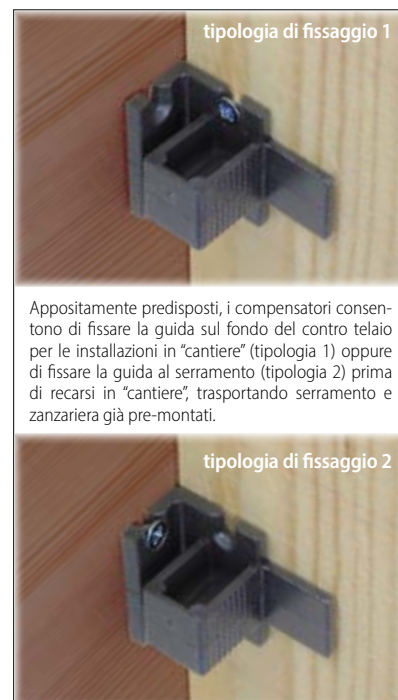 tipologia di fissaggio 1
Appositamente predisposti, i compensatori consen-
tono di fissare la guida sul fondo del contro telaio
per le installazioni in “cantiere” (tipologia 1) oppure
di fissare la guida al serramento (tipologia 2) prima
di recarsi in “cantiere”, trasportando serramento e
zanzariera già pre-montati.
tipologia di fissaggio 2